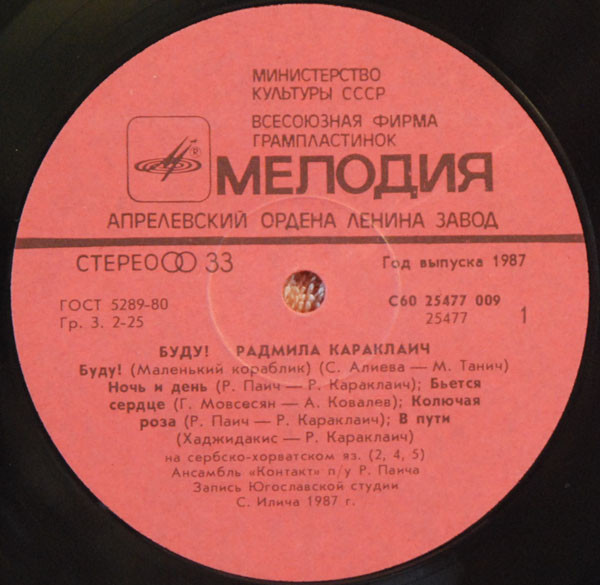 МИНИСТЕРСТВО
КУЛЬТУРЫ СССР
ВСЕСОЮЗНАЯ ФИРМА
ГРАМПЛАСТИНОК
®
МЕЛОДИЯ
АПРЕЛЕВСКИЙ ОРДЕНА ЛЕНИНА ЗАВОД
СТЕРЕО 33
Год выпуска 1987
ГОСТ 5289-80
Гр. 3. 2-25
С60 25477 009
25477
1
БУДУ! РАДМИЛА КАРАКЛАИЧ
Буду! (Маленький кораблик) (С. Алиева — М. Танич)
Ночь и день (Р. Паич — Р. Караклаич); Бьется
сердце (Г. Мовсесян — А. Ковалев); Колючая
роза (Р. Паич — Р. Караклаич); В пути
(Хаджидакис — Р. Караклаич)
на сербско-хорватском яз. (2, 4, 5)
Ансамбль «Контакт» п/у Р. Паича
Запись Югославской студии
С. Илича 1987 г.